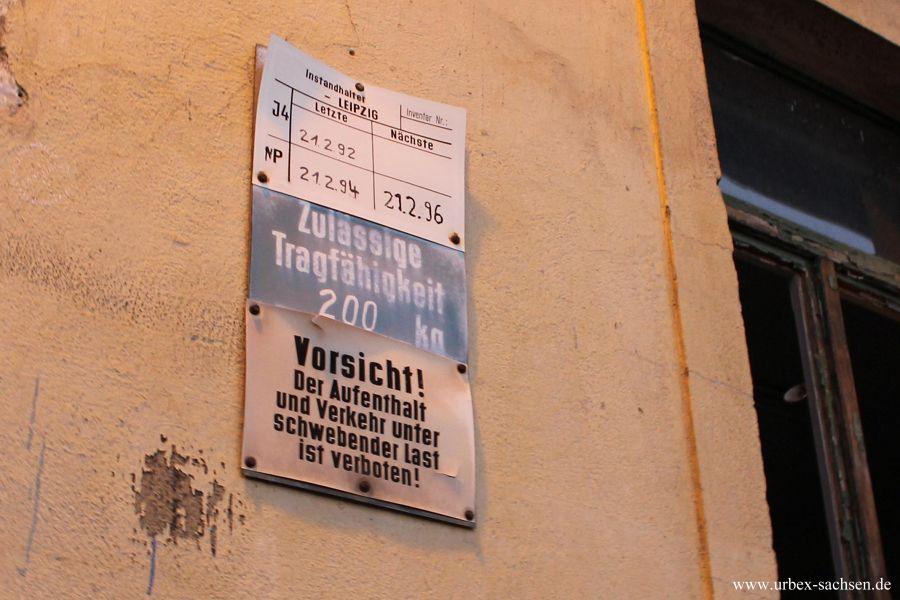 Instandhalter
– LEIPZIG
Inventar Nr.:
J4
Letzte
Nächste
21.2.92
NP
21.2.94
21.2.96
Zulässige
Tragfähigkeit
200 kg
Vorsicht!
Der Aufenthalt
und Verkehr unter
schwebender Last
ist verboten!
www.urbex-sachsen.de